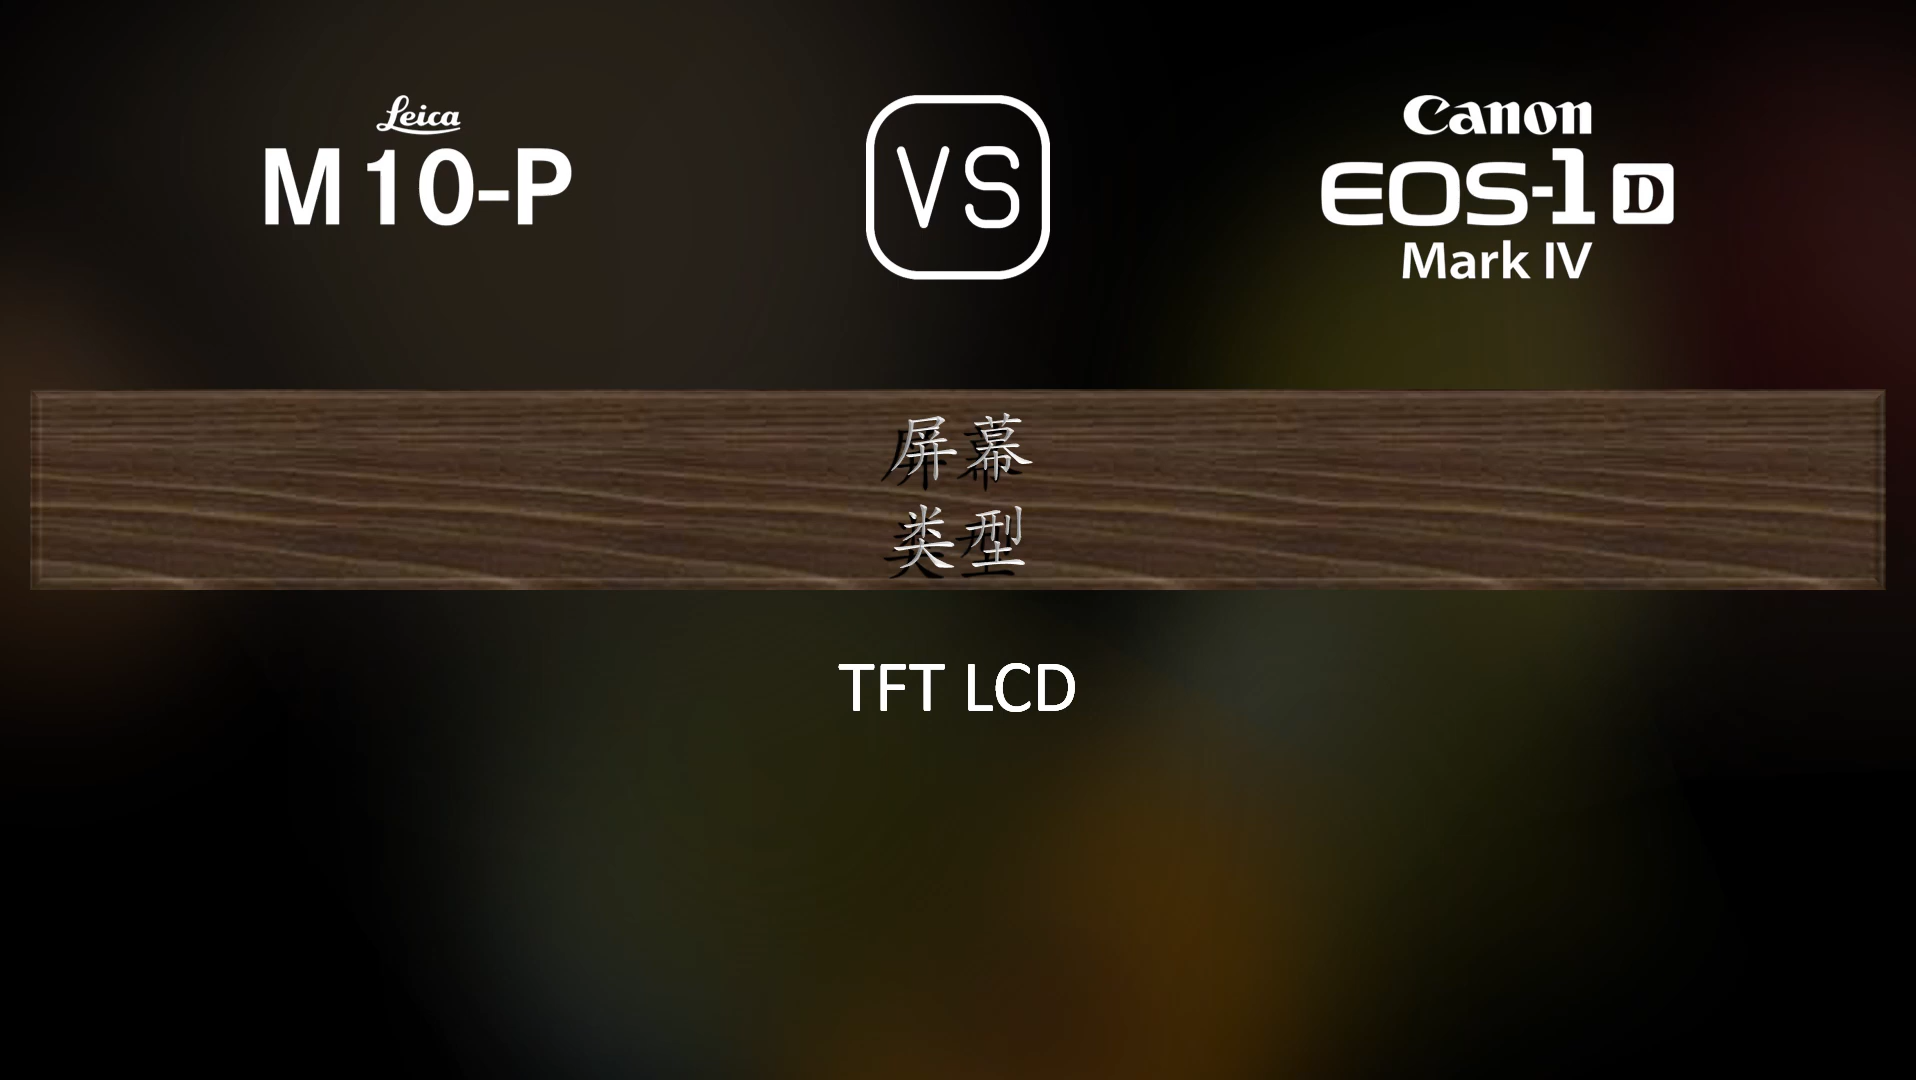 Leica
M10-P
VS
Canon
EOS-1D
Mark IV
屏幕
类型
TFT LCD